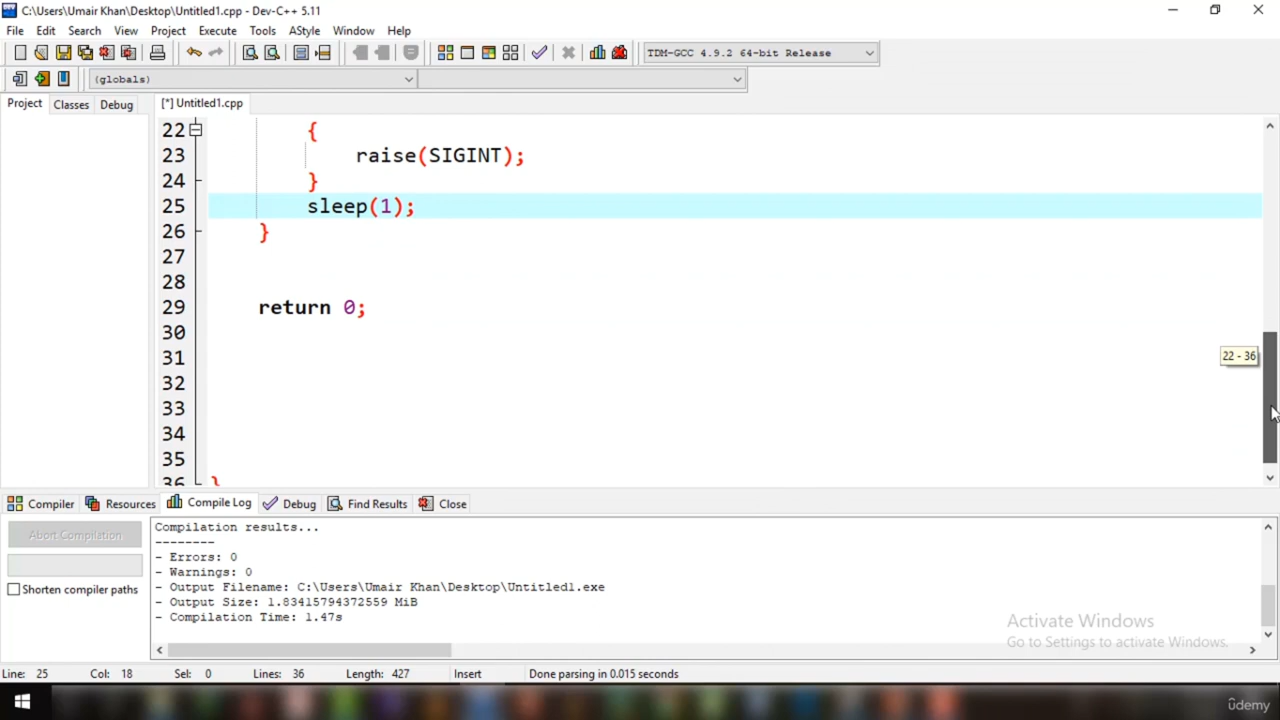 C:\Users\Umair Khan\Desktop\Untitled1.cpp - Dev-C++ 5.11
File Edit Search View Project Execute Tools AStyle Window Help
TDM-GCC 4.9.2 64-bit Release
(globals)
Project Classes Debug [*] Untitled1.cpp
22 {
23 raise(SIGINT);
24 }
25 sleep(1);
26 }
27
28
29 return 0;
30
31
22 - 36
32
33
34
35
36 }
Compiler Resources Compile Log Debug Find Results Close
Abort Compilation
Shorten compiler paths
Compilation results...
--------
- Errors: 0
- Warnings: 0
- Output Filename: C:\Users\Umair Khan\Desktop\Untitled1.exe
- Output Size: 1.83415794372559 MiB
- Compilation Time: 1.47s
Activate Windows
Go to Settings to activate Windows.
Line: 25 Col: 18 Sel: 0 Lines: 36 Length: 427 Insert Done parsing in 0.015 seconds
ûdemy